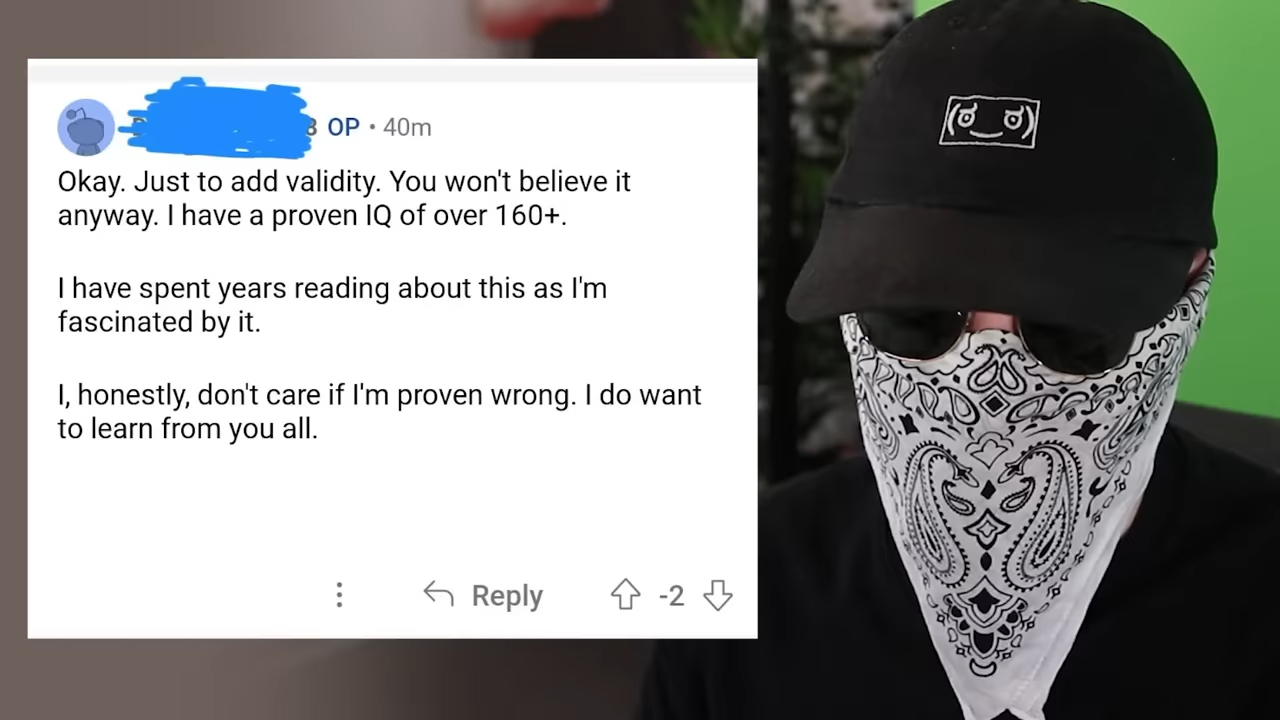 OP • 40m
Okay. Just to add validity. You won't believe it
anyway. I have a proven IQ of over 160+.
I have spent years reading about this as I'm
fascinated by it.
I, honestly, don't care if I'm proven wrong. I do want
to learn from you all.
Reply
-2